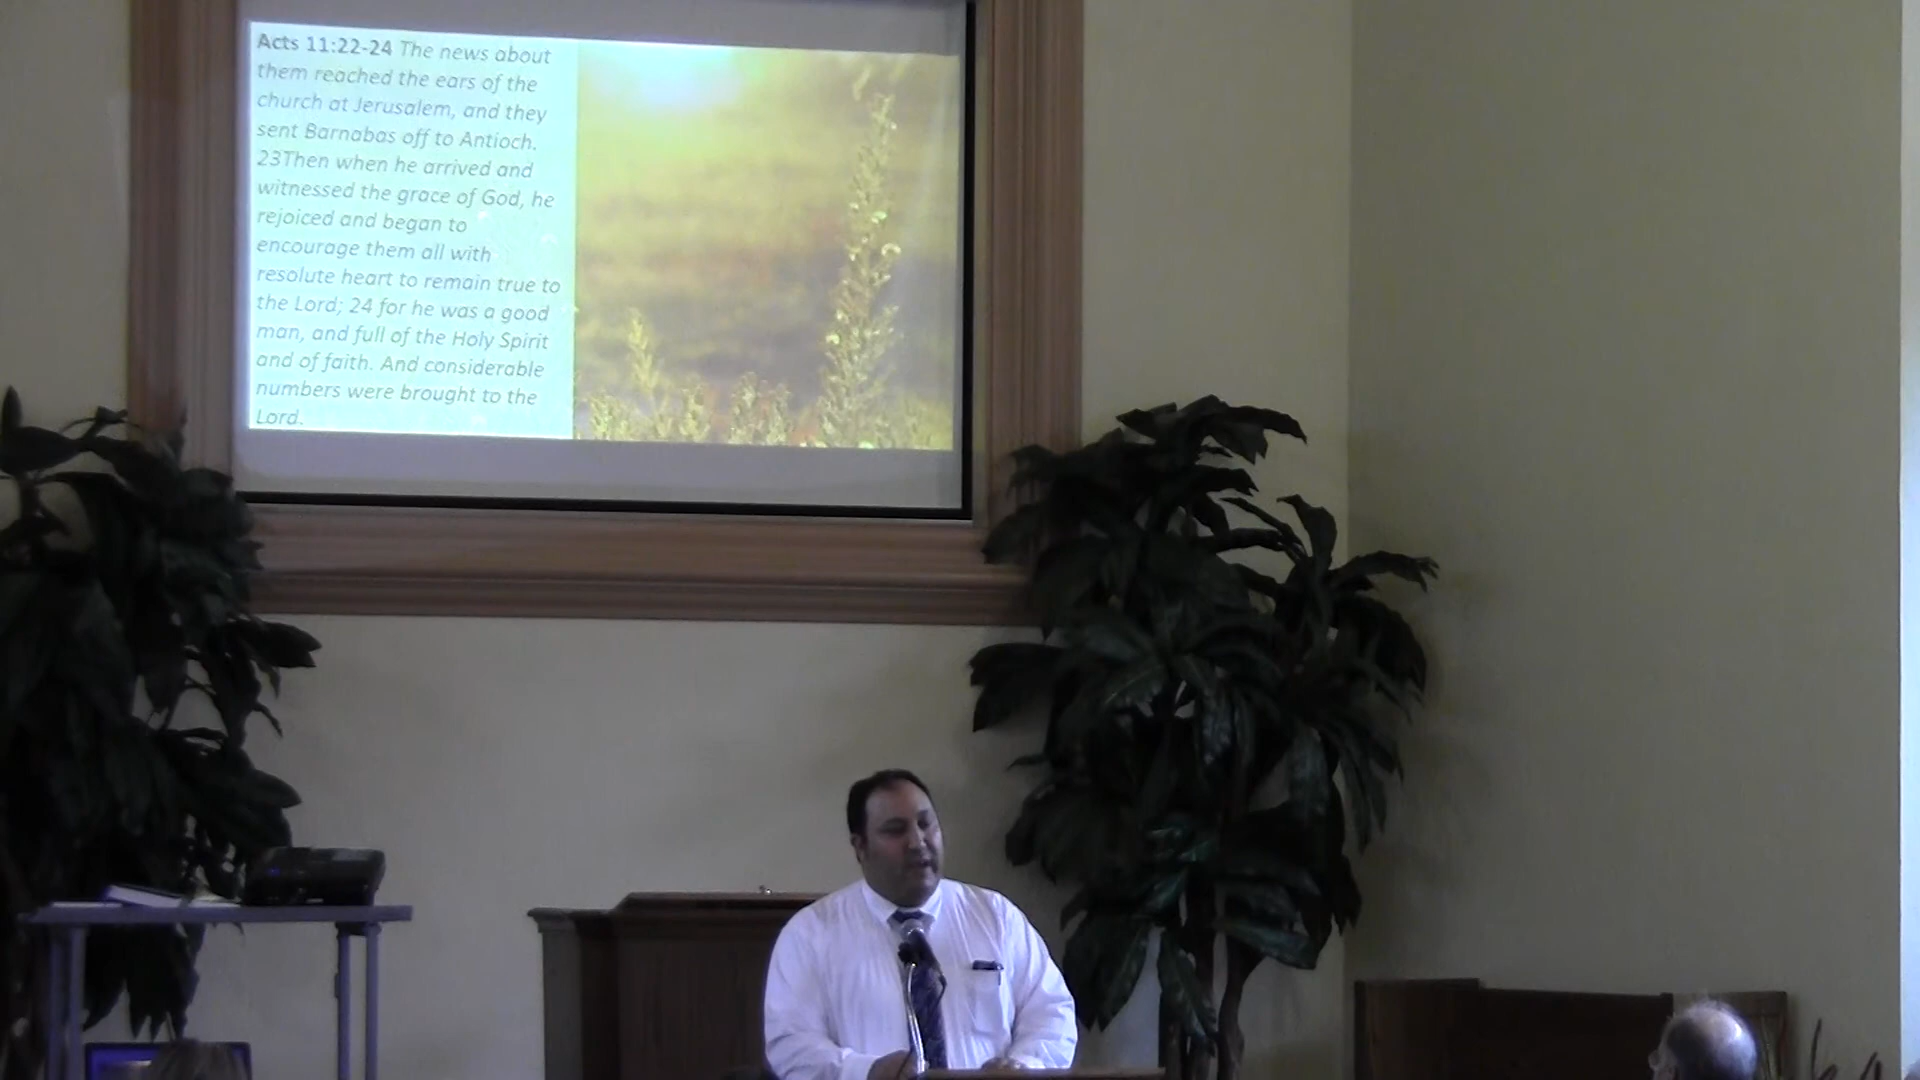 Acts 11:22-24 The news about
them reached the ears of the
church at Jerusalem, and they
sent Barnabas off to Antioch.
23Then when he arrived and
witnessed the grace of God, he
rejoiced and began to
encourage them all with
resolute heart to remain true to
the Lord; 24 for he was a good
man, and full of the Holy Spirit
and of faith. And considerable
numbers were brought to the
Lord.